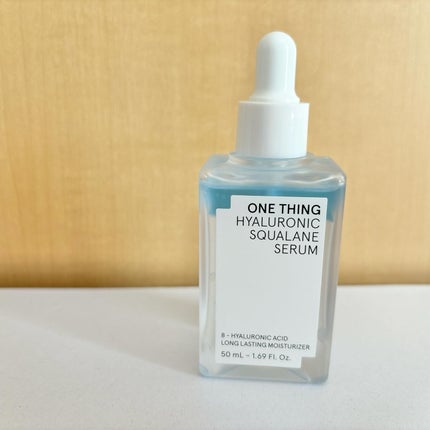 ONE THING
HYALURONIC
SQUALANE
SERUM
8 - HYALURONIC ACID
LONG LASTING MOISTURIZER
50 mL - 1.69 Fl. Oz.